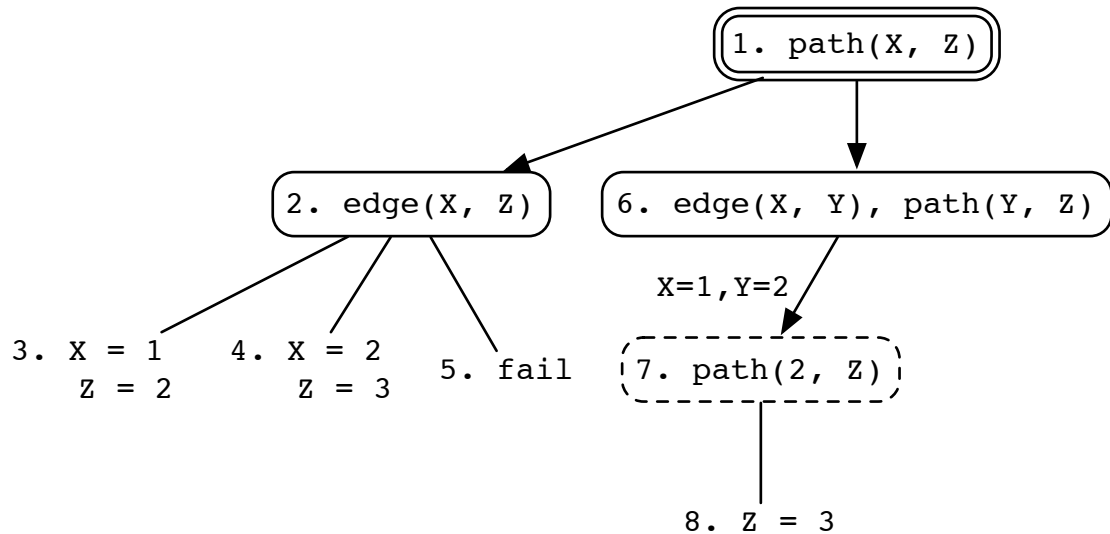 1. path(X, Z)
2. edge(X, Z)
6. edge(X, Y), path(Y, Z)
X=1,Y=2
3. X = 1
Z = 2
4. X = 2
Z = 3
5. fail
7. path(2, Z)
8. Z = 3